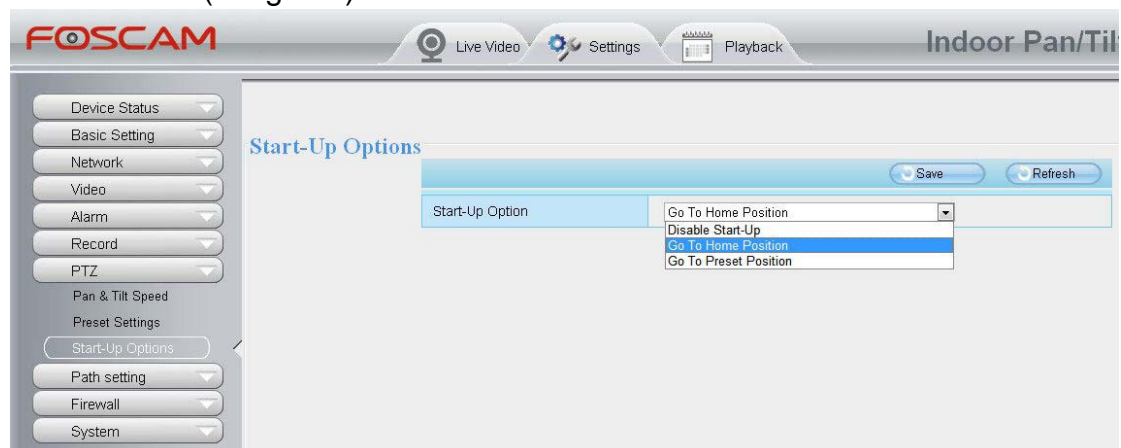 FOSCAM
Live Video
Settings
Playback
Indoor Pan/Til
Device Status
Basic Setting
Network
Video
Alarm
Record
PTZ
Pan & Tilt Speed
Preset Settings
Start-Up Options
Path setting
Firewall
System
Start-Up Options
Save
Refresh
Start-Up Option
Go To Home Position
Disable Start-Up
Go To Home Position
Go To Preset Position